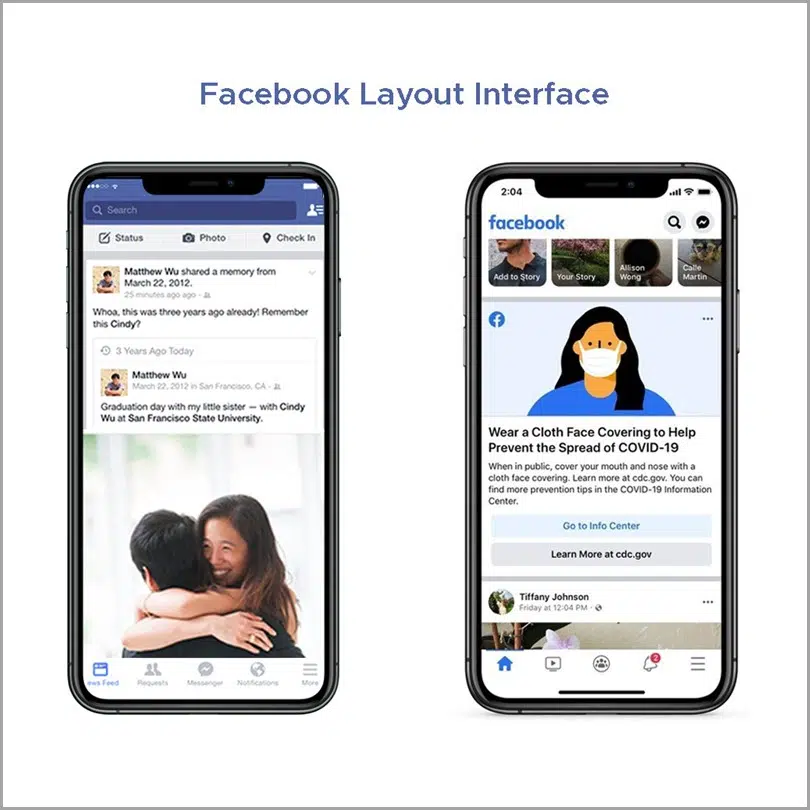 Facebook Layout Interface
Search
Status
Photo
Check In
Matthew Wu shared a memory from
March 22, 2012.
25 minutes ago ago ·
Whoa, this was three years ago already! Remember
this Cindy?
3 Years Ago Today
Matthew Wu
March 22, 2012 in San Francisco, CA ·
Graduation day with my little sister — with Cindy
Wu at San Francisco State University.
ews Feed
Requests
Messenger
Notifications
More
2:04
facebook
Add to Story
Your Story
Allison
Wong
Calle
Martin
Wear a Cloth Face Covering to Help
Prevent the Spread of COVID-19
When in public, cover your mouth and nose with a
cloth face covering. Learn more at cdc.gov. You can
find more prevention tips in the COVID-19 Information
Center.
Go to Info Center
Learn More at cdc.gov
Tiffany Johnson
Friday at 12:04 PM ·
2